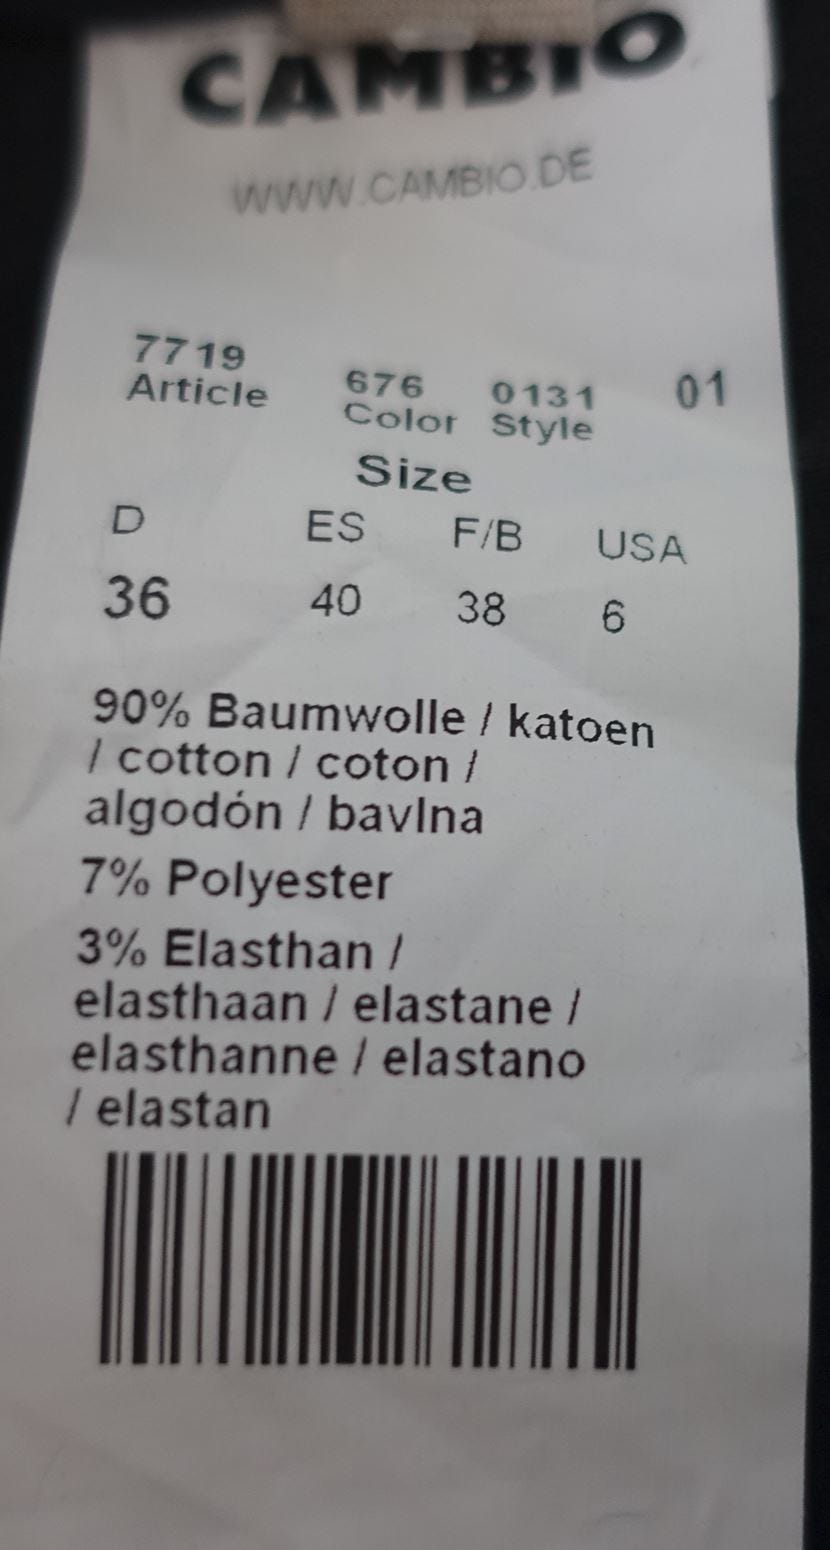 CAMBIO
WWW.CAMBIO.DE
7719 676 0131 01
Article Color Style
Size
D ES F/B USA
36 40 38 6
90% Baumwolle / katoen
/ cotton / coton /
algodón / bavlna
7% Polyester
3% Elasthan /
elasthaan / elastane /
elasthanne / elastano
/ elastan